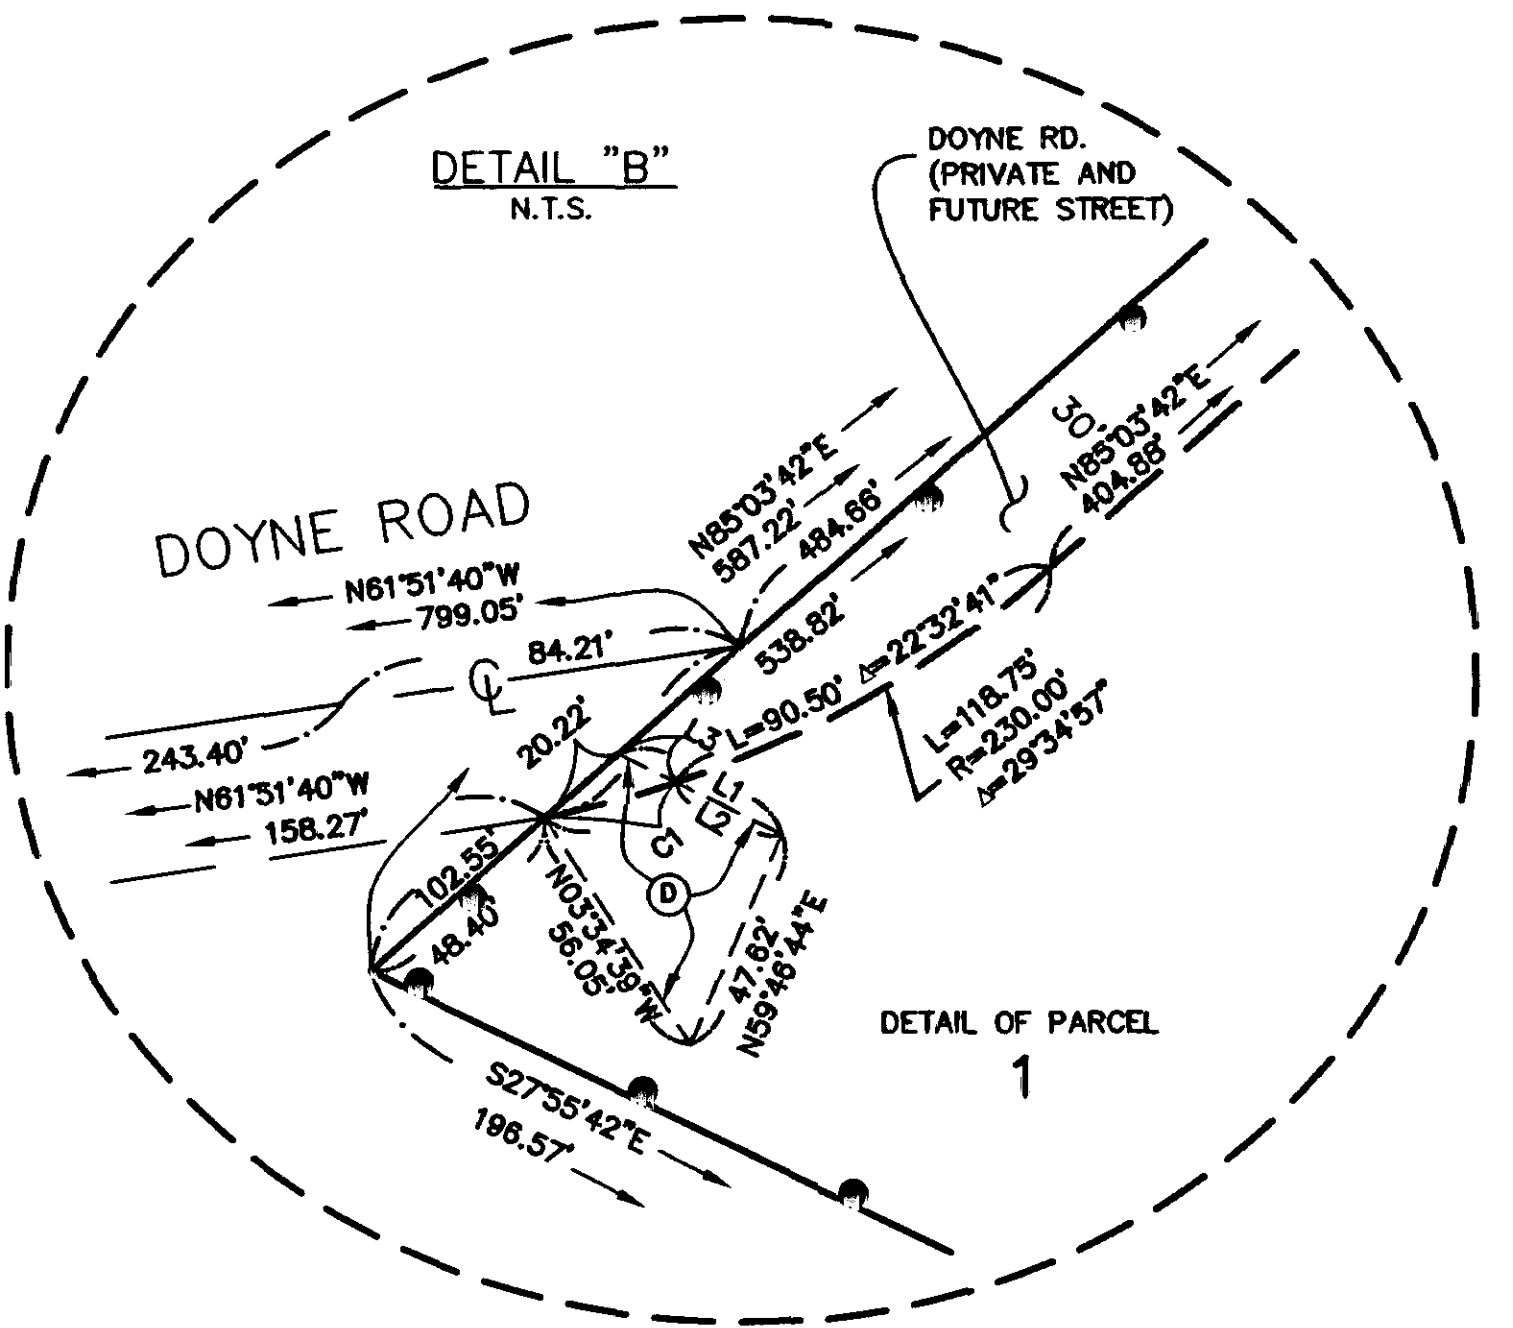 DETAIL "B"
N.T.S.
DOYNE RD.
(PRIVATE AND
FUTURE STREET)
DOYNE ROAD
N61°51'40"W
799.05'
84.21'
℄
243.40'
N61°51'40"W
158.27'
N85°03'42"E
587.22'
484.66'
538.82'
30'
N85°03'42"E
404.88'
L=90.50' Δ=22°32'41"
L=118.75'
R=230.00'
Δ=29°34'57"
20.22'
L1
L2
C1
D
102.55'
48.40'
N03°34'39"W
56.05'
47.62'
N59°46'44"E
S27°55'42"E
196.57'
DETAIL OF PARCEL
1